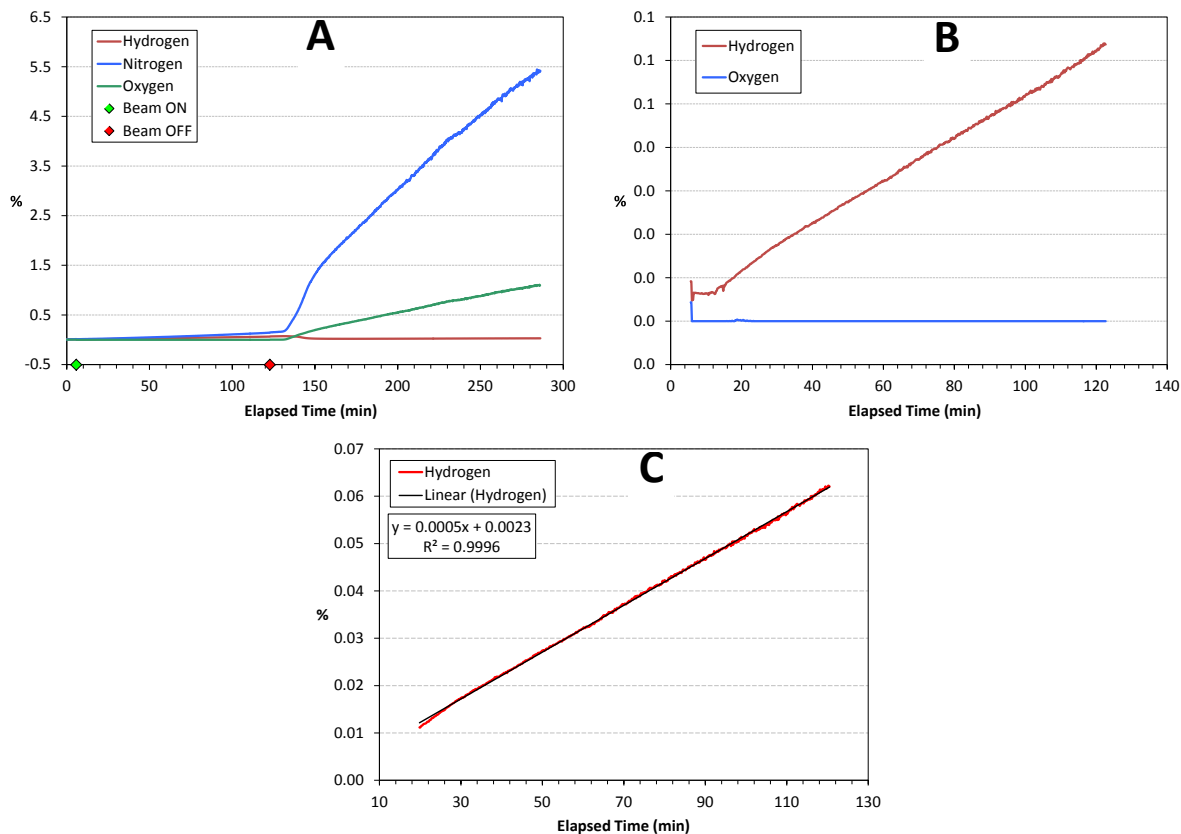 A
Hydrogen
Nitrogen
Oxygen
Beam ON
Beam OFF
6.5
5.5
4.5
3.5
2.5
1.5
0.5
-0.5
%
0 50 100 150 200 250 300
Elapsed Time (min)
B
Hydrogen
Oxygen
0.1
0.1
0.1
0.0
0.0
0.0
0.0
0.0
0.0
%
0 20 40 60 80 100 120 140
Elapsed Time (min)
C
Hydrogen
Linear (Hydrogen)
y = 0.0005x + 0.0023
R² = 0.9996
0.07
0.06
0.05
0.04
0.03
0.02
0.01
0.00
%
10 30 50 70 90 110 130
Elapsed Time (min)